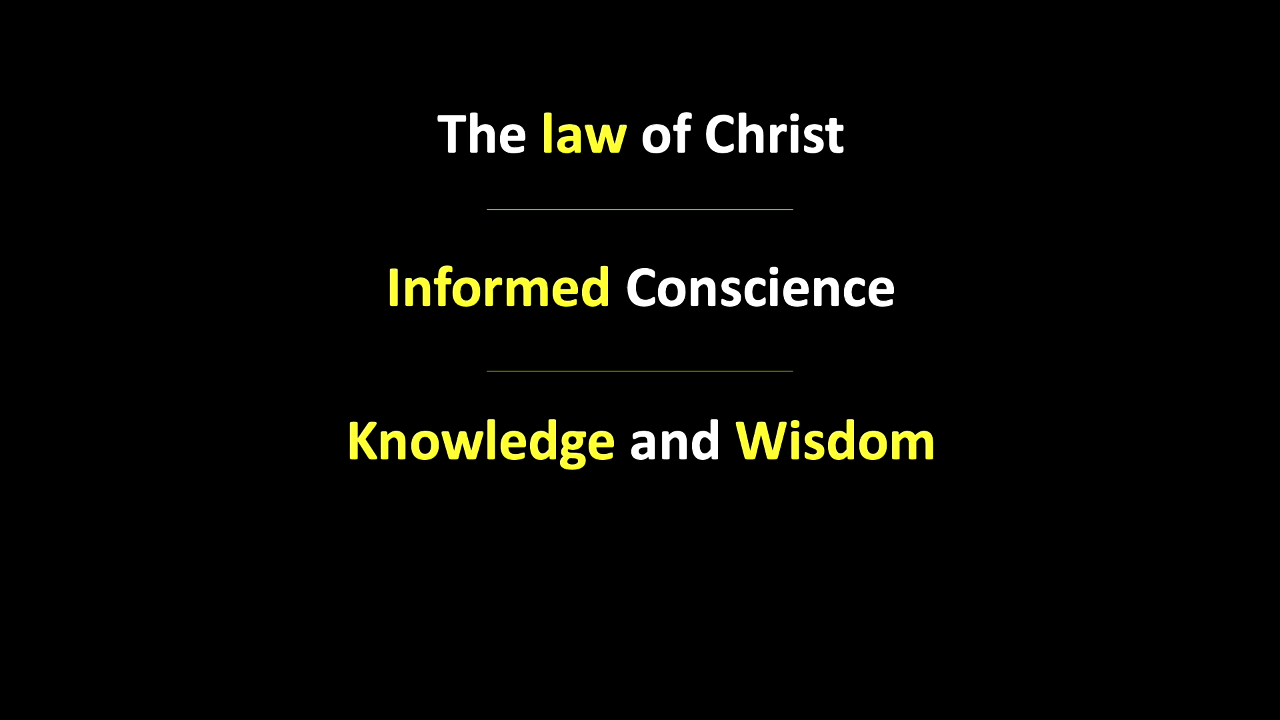 The law of Christ
Informed Conscience
Knowledge and Wisdom